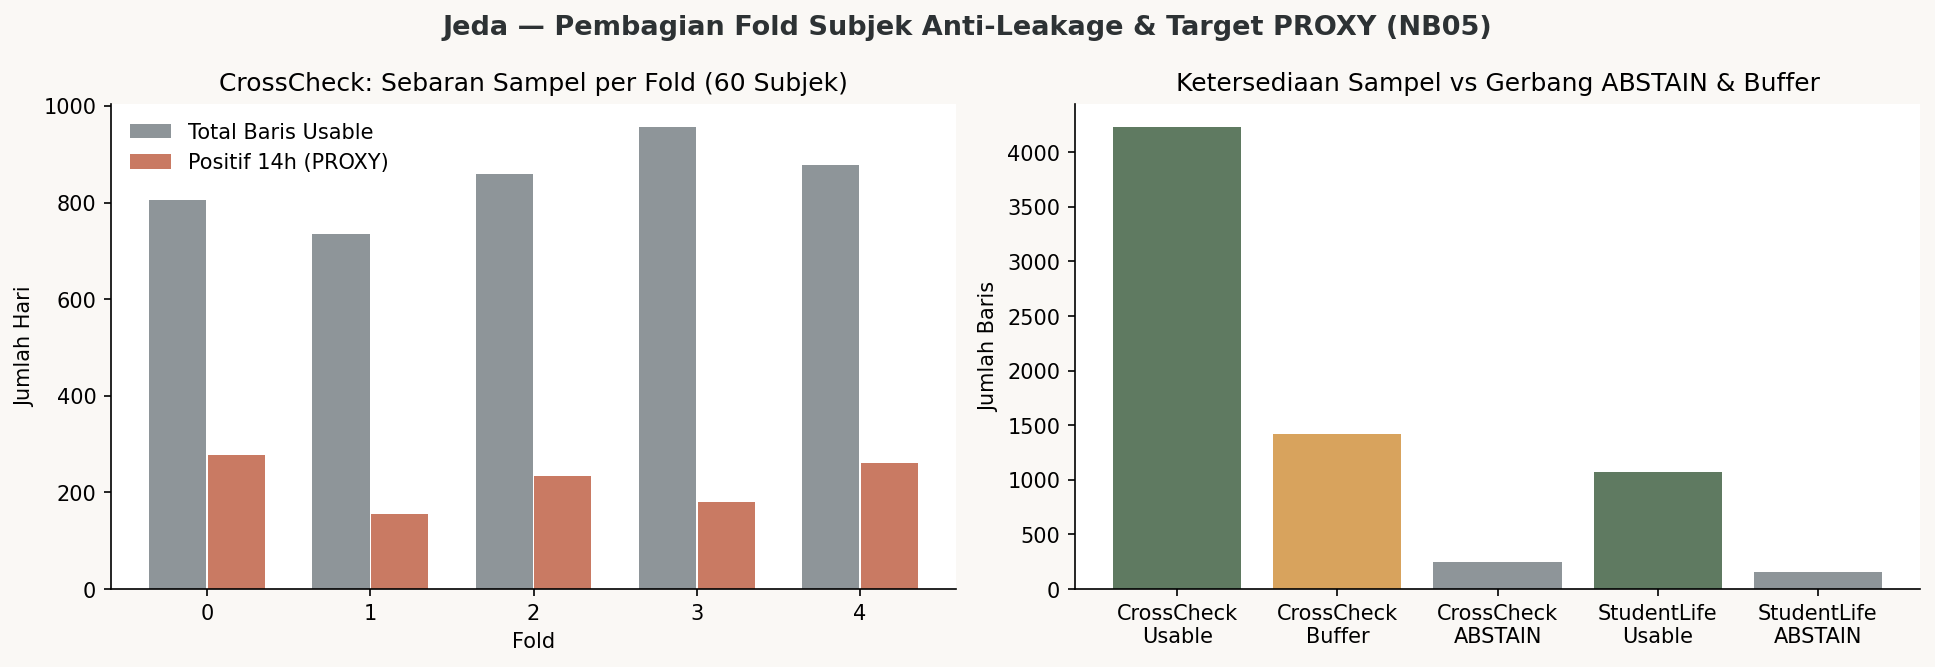 Jeda — Pembagian Fold Subjek Anti-Leakage & Target PROXY (NB05)
CrossCheck: Sebaran Sampel per Fold (60 Subjek)
Jumlah Hari
1000
800
600
400
200
0
Total Baris Usable
Positif 14h (PROXY)
0 1 2 3 4
Fold
Ketersediaan Sampel vs Gerbang ABSTAIN & Buffer
Jumlah Baris
4000
3500
3000
2500
2000
1500
1000
500
0
CrossCheck
Usable
CrossCheck
Buffer
CrossCheck
ABSTAIN
StudentLife
Usable
StudentLife
ABSTAIN